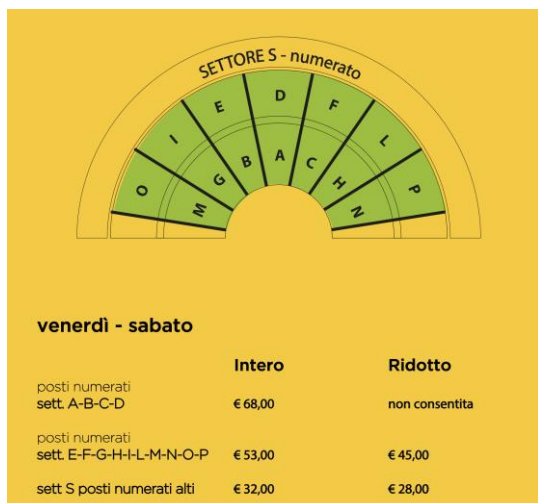 SETTORE S - numerato
O I E D F L P
M G B A C H N
venerdì - sabato
Intero Ridotto
posti numerati
sett. A-B-C-D € 68,00 non consentita
posti numerati
sett. E-F-G-H-I-L-M-N-O-P € 53,00 € 45,00
sett S posti numerati alti € 32,00 € 28,00